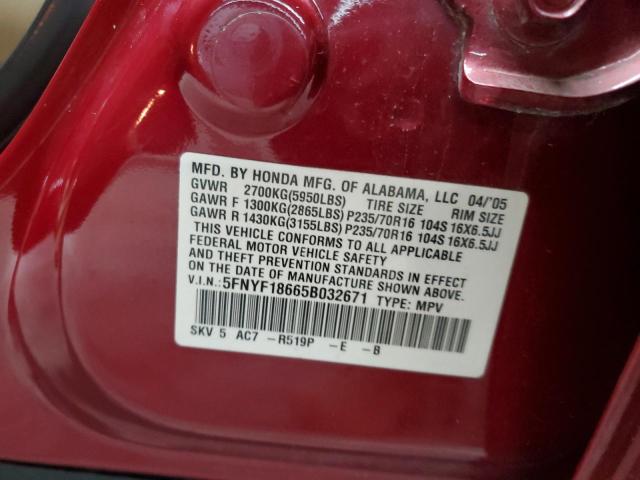 MFD. BY HONDA MFG. OF ALABAMA, LLC 04/'05
GVWR 2700KG(5950LBS) TIRE SIZE RIM SIZE
GAWR F 1300KG(2865LBS) P235/70R16 104S 16X6.5JJ
GAWR R 1430KG(3155LBS) P235/70R16 104S 16X6.5JJ
THIS VEHICLE CONFORMS TO ALL APPLICABLE
FEDERAL MOTOR VEHICLE SAFETY
STANDARDS IN EFFECT
ON THE DATE OF MANUFACTURE SHOWN ABOVE.
V.I.N.: 5FNYF18665B032671 TYPE: MPV
SKV 5 AC7 -R519P -E -B